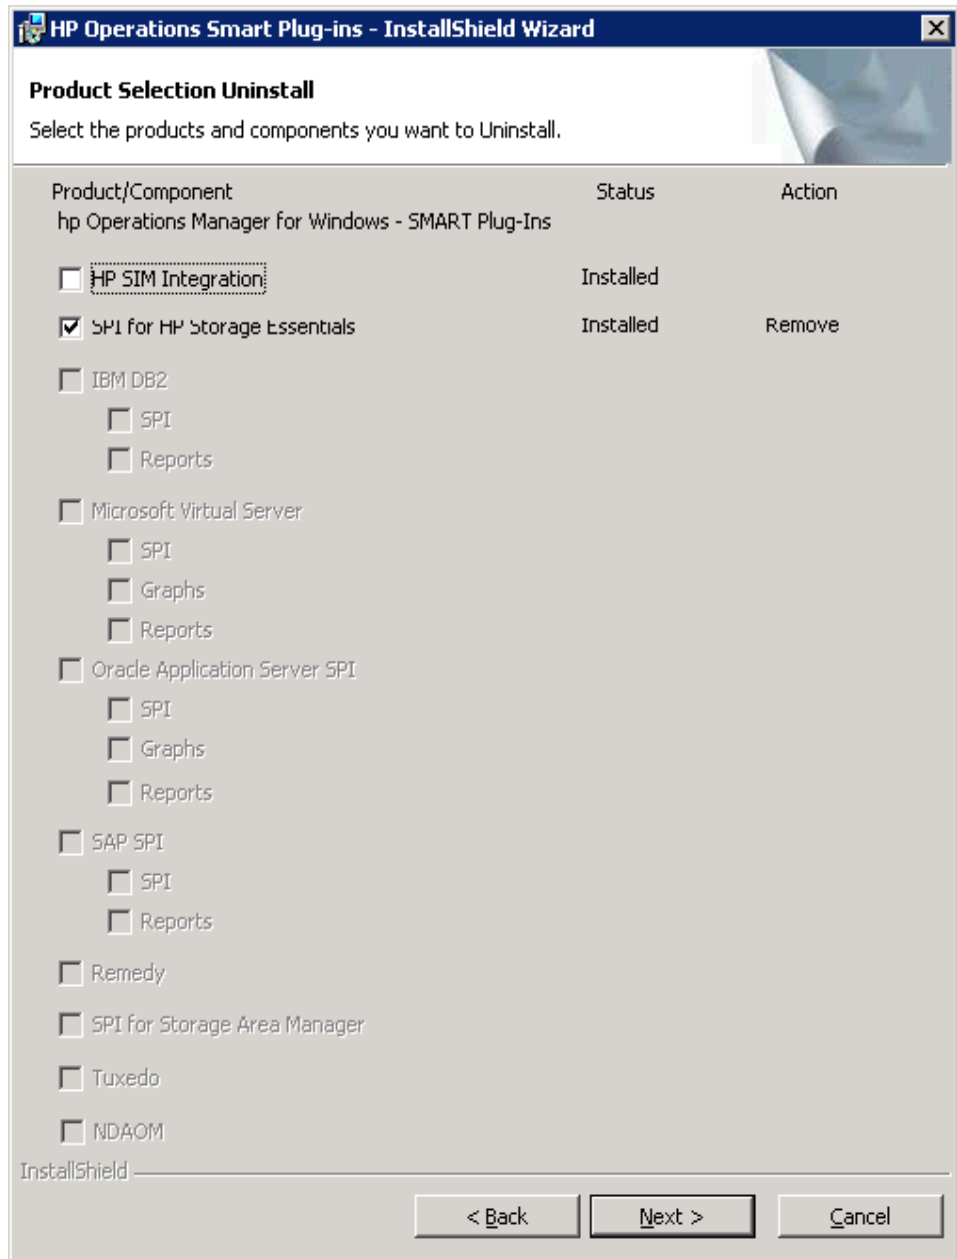 HP Operations Smart Plug-ins - InstallShield Wizard
Product Selection Uninstall
Select the products and components you want to Uninstall.
Product/Component Status Action
hp Operations Manager for Windows - SMART Plug-Ins
HP SIM Integration Installed
SPI for HP Storage Essentials Installed Remove
IBM DB2
SPI
Reports
Microsoft Virtual Server
SPI
Graphs
Reports
Oracle Application Server SPI
SPI
Graphs
Reports
SAP SPI
SPI
Reports
Remedy
SPI for Storage Area Manager
Tuxedo
NDAOM
InstallShield
< Back Next > Cancel